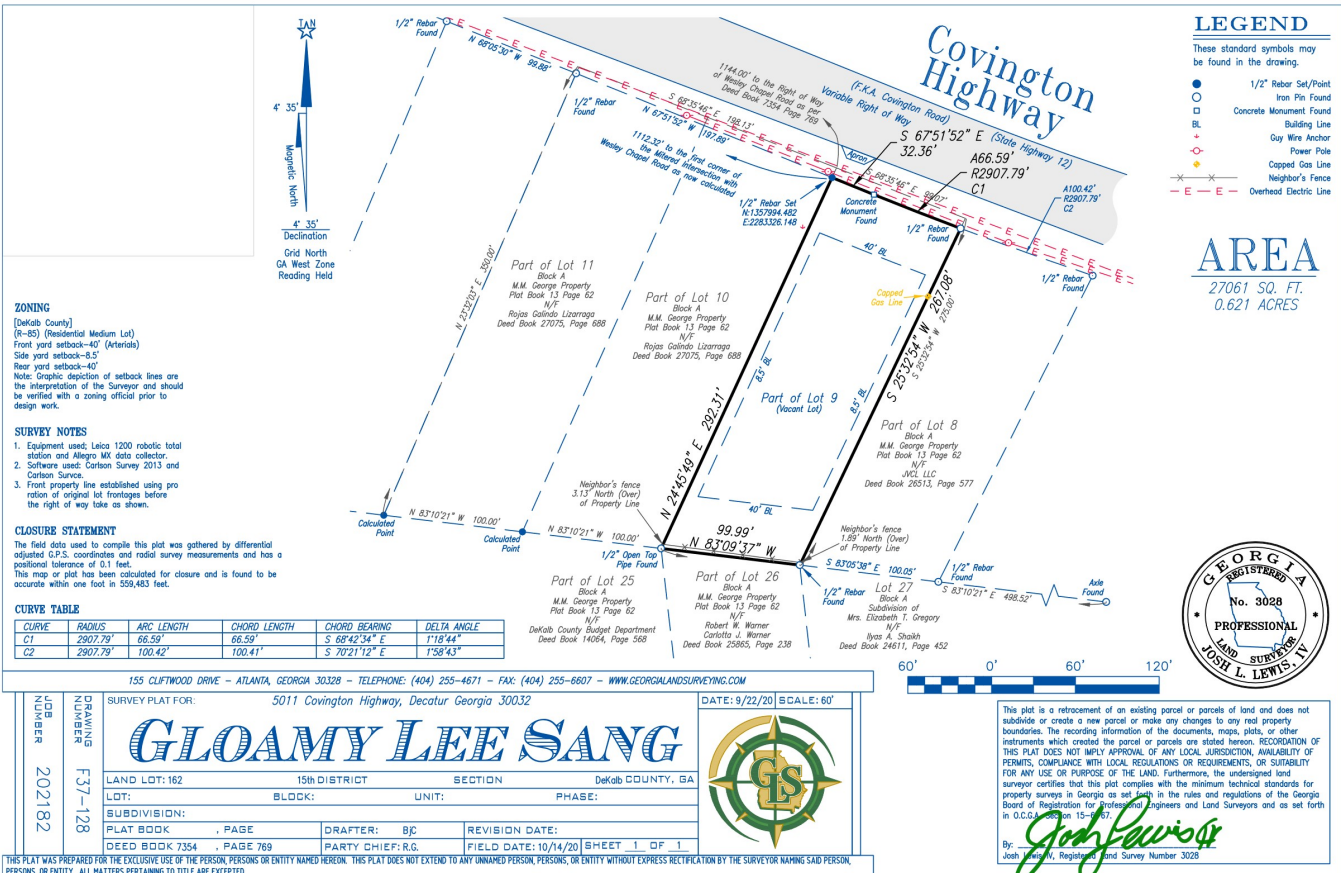 TAN
4° 35'
Magnetic North
4° 35'
Declination
Grid North
GA West Zone
Reading Held
1/2" Rebar
Found
N 68°05'30" W 99.88'
1/2" Rebar
Found
S 68°35'46" E 198.13'
N 67°51'52" W 197.89'
1144.00' to the Right of Way
of Wesley Chapel Road as per
Deed Book 7354 Page 769
1112.32' to the first corner of
the Mitered Intersection with
Wesley Chapel Road as now calculated
Covington
Highway
(F.K.A. Covington Road)
Variable Right of Way
(State Highway 12)
Apron
S 67°51'52" E
32.36'
A66.59'
R2907.79'
C1
S 68°35'46" E
99.07'
A100.42'
R2907.79'
C2
1/2" Rebar Set
N:1357994.482
E:2283326.148
Concrete
Monument
Found
1/2" Rebar
Found
1/2" Rebar
Found
LEGEND
These standard symbols may
be found in the drawing.
1/2" Rebar Set/Point
Iron Pin Found
Concrete Monument Found
BL Building Line
Guy Wire Anchor
Power Pole
Capped Gas Line
Neighbor's Fence
E E Overhead Electric Line
AREA
27061 SQ. FT.
0.621 ACRES
N 23°32'03" E 350.00'
Part of Lot 11
Block A
M.M. George Property
Plat Book 13 Page 62
N/F
Rojas Galindo Lizarraga
Deed Book 27075, Page 688
Part of Lot 10
Block A
M.M. George Property
Plat Book 13 Page 62
N/F
Rojas Galindo Lizarraga
Deed Book 27075, Page 688
40' BL
Capped
Gas Line
8.5' BL
8.5' BL
Part of Lot 9
(Vacant Lot)
40' BL
N 24°45'49" E 292.31'
S 25°32'54" W 267.08'
S 25°32'54" W 275.00'
Part of Lot 8
Block A
M.M. George Property
Plat Book 13 Page 62
N/F
JVCL LLC
Deed Book 26513, Page 577
ZONING
[DeKalb County]
(R-85) (Residential Medium Lot)
Front yard setback-40' (Arterials)
Side yard setback-8.5'
Rear yard setback-40'
Note: Graphic depiction of setback lines are
the interpretation of the Surveyor and should
be verified with a zoning official prior to
design work.
SURVEY NOTES
1. Equipment used; Leica 1200 robotic total
station and Allegro MX data collector.
2. Software used: Carlson Survey 2013 and
Carlson Survce.
3. Front property line established using pro
ration of original lot frontages before
the right of way take as shown.
CLOSURE STATEMENT
The field data used to compile this plat was gathered by differential
adjusted G.P.S. coordinates and radial survey measurements and has a
positional tolerance of 0.1 feet.
This map or plat has been calculated for closure and is found to be
accurate within one foot in 559,483 feet.
Calculated
Point
N 83°10'21" W 100.00'
Calculated
Point
N 83°10'21" W 100.00'
Neighbor's fence
3.13' North (Over)
of Property Line
1/2" Open Top
Pipe Found
99.99'
N 83°09'37" W
Neighbor's fence
1.89' North (Over)
of Property Line
1/2" Rebar
Found
S 83°05'38" E 100.05'
1/2" Rebar
Found
S 83°10'21" E 498.52'
Axle
Found
Part of Lot 25
Block A
M.M. George Property
Plat Book 13 Page 62
N/F
DeKalb County Budget Department
Deed Book 14064, Page 568
Part of Lot 26
Block A
M.M. George Property
Plat Book 13 Page 62
N/F
Robert W. Warner
Carlotta J. Warner
Deed Book 25865, Page 238
Lot 27
Block A
Subdivision of
Mrs. Elizabeth T. Gregory
N/F
Ilyas A. Shaikh
Deed Book 24611, Page 452
CURVE TABLE
CURVE RADIUS ARC LENGTH CHORD LENGTH CHORD BEARING DELTA ANGLE
C1 2907.79' 66.59' 66.59' S 68°42'34" E 1°18'44"
C2 2907.79' 100.42' 100.41' S 70°21'12" E 1°58'43"
60' 0' 60' 120'
GEORGIA
REGISTERED
No. 3028
PROFESSIONAL
LAND SURVEYOR
JOSH L. LEWIS, IV
155 CLIFTWOOD DRIVE - ATLANTA, GEORGIA 30328 - TELEPHONE: (404) 255-4671 - FAX: (404) 255-6607 - WWW.GEORGIALANDSURVEYING.COM
JOB NUMBER 202182
DRAWING NUMBER F37-128
SURVEY PLAT FOR: 5011 Covington Highway, Decatur Georgia 30032
DATE: 9/22/20 SCALE: 60'
GLOAMY LEE SANG
GLS
LAND LOT: 162 15th DISTRICT SECTION DeKalb COUNTY, GA
LOT: BLOCK: UNIT: PHASE:
SUBDIVISION:
PLAT BOOK , PAGE DRAFTER: BJC REVISION DATE:
DEED BOOK 7354 , PAGE 769 PARTY CHIEF: R.G. FIELD DATE: 10/14/20 SHEET 1 OF 1
THIS PLAT WAS PREPARED FOR THE EXCLUSIVE USE OF THE PERSON, PERSONS OR ENTITY NAMED HEREON. THIS PLAT DOES NOT EXTEND TO ANY UNNAMED PERSON, PERSONS, OR ENTITY WITHOUT EXPRESS RECTIFICATION BY THE SURVEYOR NAMING SAID PERSON,
PERSONS, OR ENTITY. ALL MATTERS PERTAINING TO TITLE ARE EXCEPTED.
This plat is a retracement of an existing parcel or parcels of land and does not
subdivide or create a new parcel or make any changes to any real property
boundaries. The recording information of the documents, maps, plats, or other
instruments which created the parcel or parcels are stated hereon. RECORDATION OF
THIS PLAT DOES NOT IMPLY APPROVAL OF ANY LOCAL JURISDICTION, AVAILABILITY OF
PERMITS, COMPLIANCE WITH LOCAL REGULATIONS OR REQUIREMENTS, OR SUITABILITY
FOR ANY USE OR PURPOSE OF THE LAND. Furthermore, the undersigned land
surveyor certifies that this plat complies with the minimum technical standards for
property surveys in Georgia as set forth in the rules and regulations of the Georgia
Board of Registration for Professional Engineers and Land Surveyors and as set forth
in O.C.G.A. Section 15-6-67.
By: Josh Lewis IV
Josh Lewis IV, Registered Land Survey Number 3028